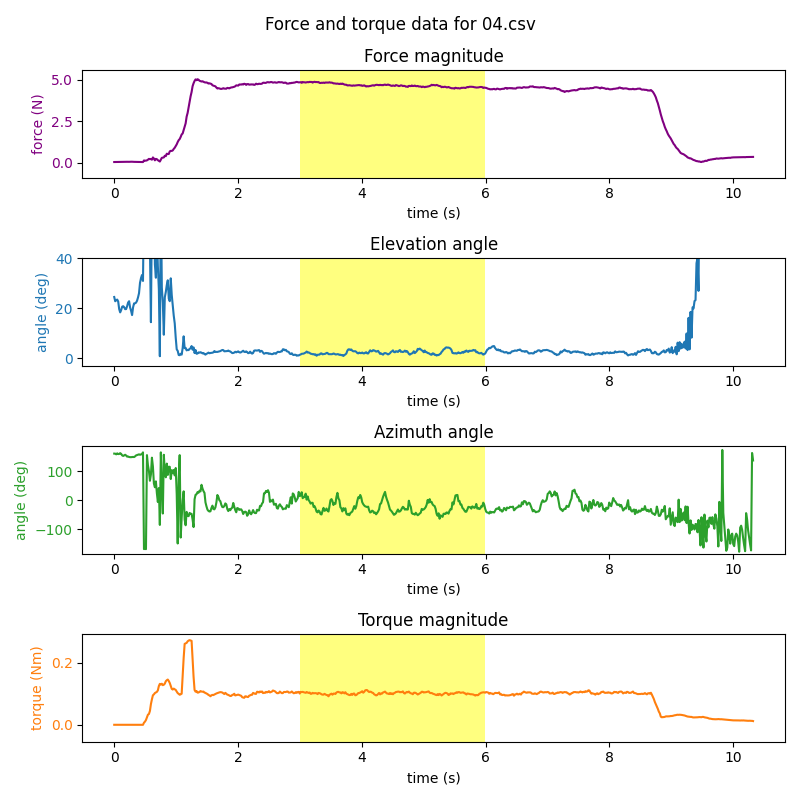 Force and torque data for 04.csv
Force magnitude
force (N)
5.0
2.5
0.0
0 2 4 6 8 10
time (s)
Elevation angle
angle (deg)
40
20
0
0 2 4 6 8 10
time (s)
Azimuth angle
angle (deg)
100
0
−100
0 2 4 6 8 10
time (s)
Torque magnitude
torque (Nm)
0.2
0.0
0 2 4 6 8 10
time (s)